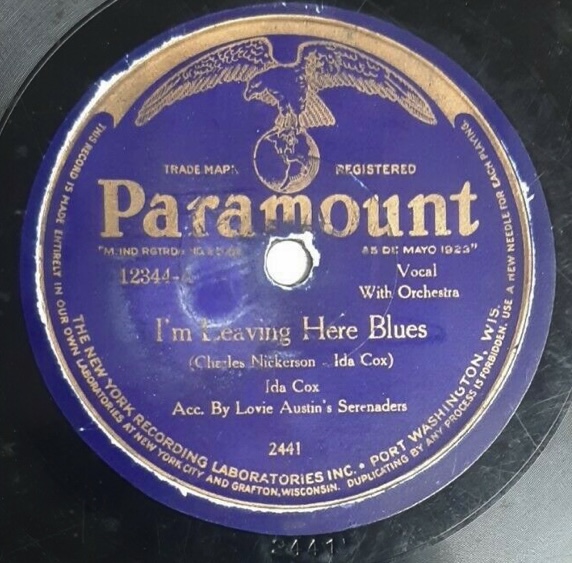 TRADE MARK REGISTERED
Paramount
"M.IND.RGTRDA DE MAYO 1923"
12344-
Vocal
With Orchestra
I'm Leaving Here Blues
(Charles Nickerson - Ida Cox)
Ida Cox
Acc. By Lovie Austin's Serenaders
2441
THE NEW YORK RECORDING LABORATORIES INC. • PORT WASHINGTON, WIS.
THIS RECORD IS MADE ENTIRELY IN OUR OWN LABORATORIES AT NEW YORK CITY AND GRAFTON, WISCONSIN. DUPLICATING BY ANY PROCESS IS FORBIDDEN. USE A NEW NEEDLE FOR EACH PLAYING.
2441